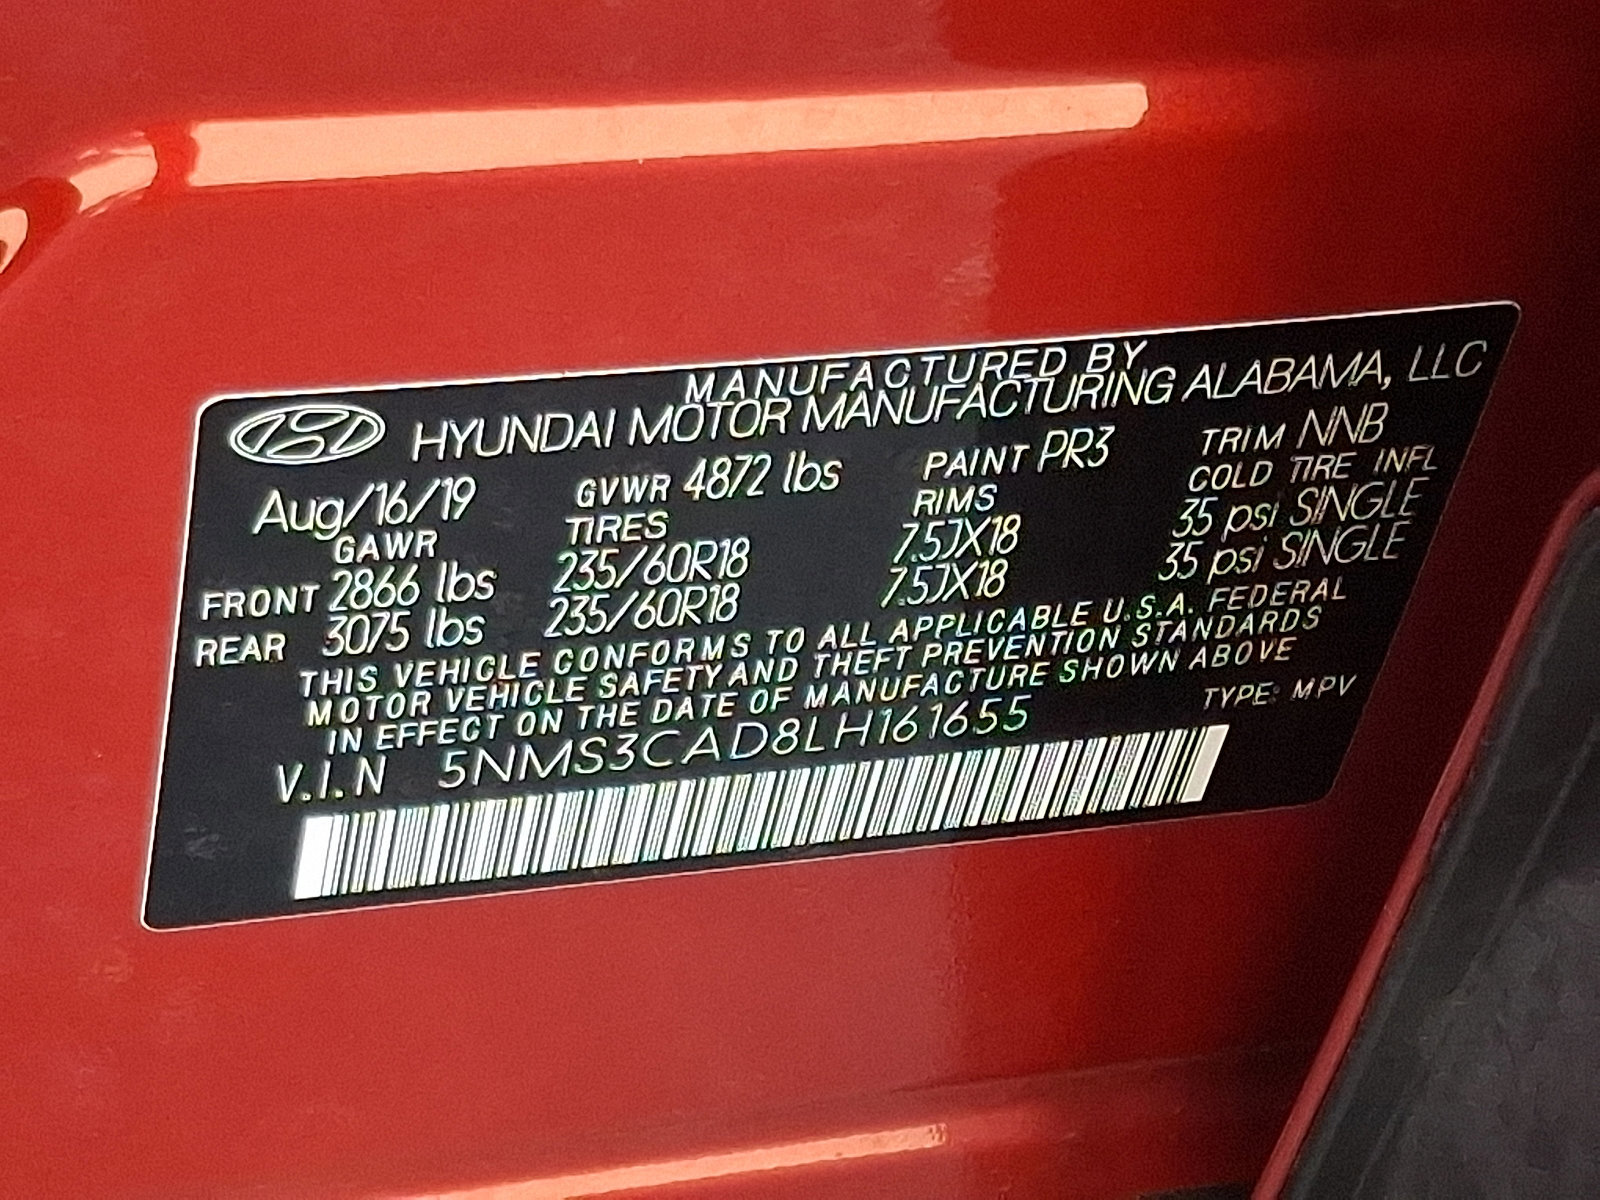 MANUFACTURED BY
HYUNDAI MOTOR MANUFACTURING ALABAMA, LLC
Aug/16/19 GVWR 4872 lbs PAINT PR3 TRIM NNB
GAWR TIRES RIMS COLD TIRE INFL
FRONT 2866 lbs 235/60R18 7.5JX18 35 psi SINGLE
REAR 3075 lbs 235/60R18 7.5JX18 35 psi SINGLE
THIS VEHICLE CONFORMS TO ALL APPLICABLE U.S.A. FEDERAL
MOTOR VEHICLE SAFETY AND THEFT PREVENTION STANDARDS
IN EFFECT ON THE DATE OF MANUFACTURE SHOWN ABOVE
V.I.N 5NMS3CAD8LH161655 TYPE: MPV